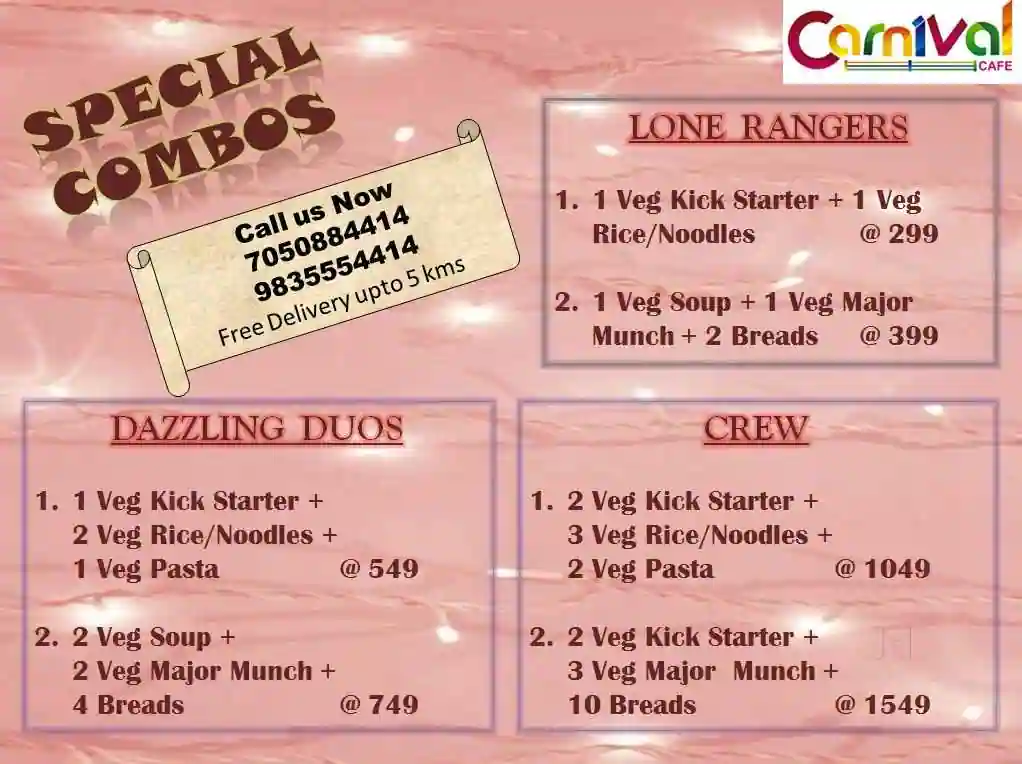 Carnival
CAFE
SPECIAL
COMBOS
Call us Now
7050884414
9835554414
Free Delivery upto 5 kms
LONE RANGERS
1. 1 Veg Kick Starter + 1 Veg
Rice/Noodles @ 299
2. 1 Veg Soup + 1 Veg Major
Munch + 2 Breads @ 399
DAZZLING DUOS
1. 1 Veg Kick Starter +
2 Veg Rice/Noodles +
1 Veg Pasta @ 549
2. 2 Veg Soup +
2 Veg Major Munch +
4 Breads @ 749
CREW
1. 2 Veg Kick Starter +
3 Veg Rice/Noodles +
2 Veg Pasta @ 1049
2. 2 Veg Kick Starter +
3 Veg Major Munch +
10 Breads @ 1549